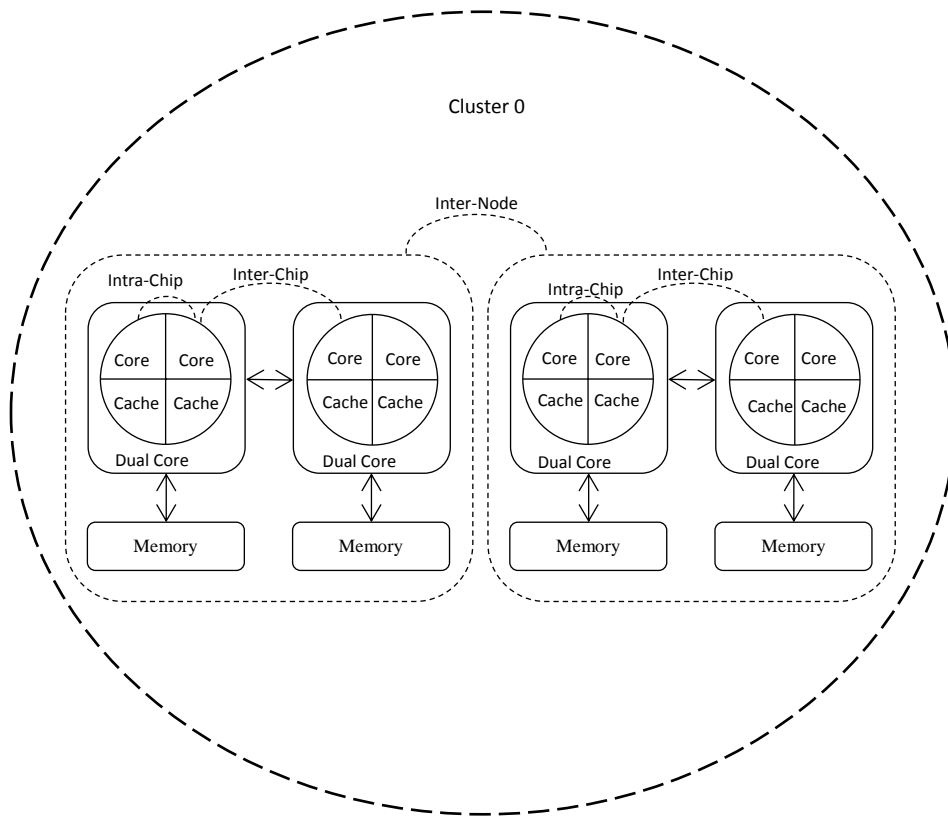 Cluster 0
Inter-Node
Intra-Chip
Inter-Chip
Core
Core
Cache
Cache
Dual Core
Memory
Core
Core
Cache
Cache
Dual Core
Memory
Intra-Chip
Inter-Chip
Core
Core
Cache
Cache
Dual Core
Memory
Core
Core
Cache
Cache
Dual Core
Memory